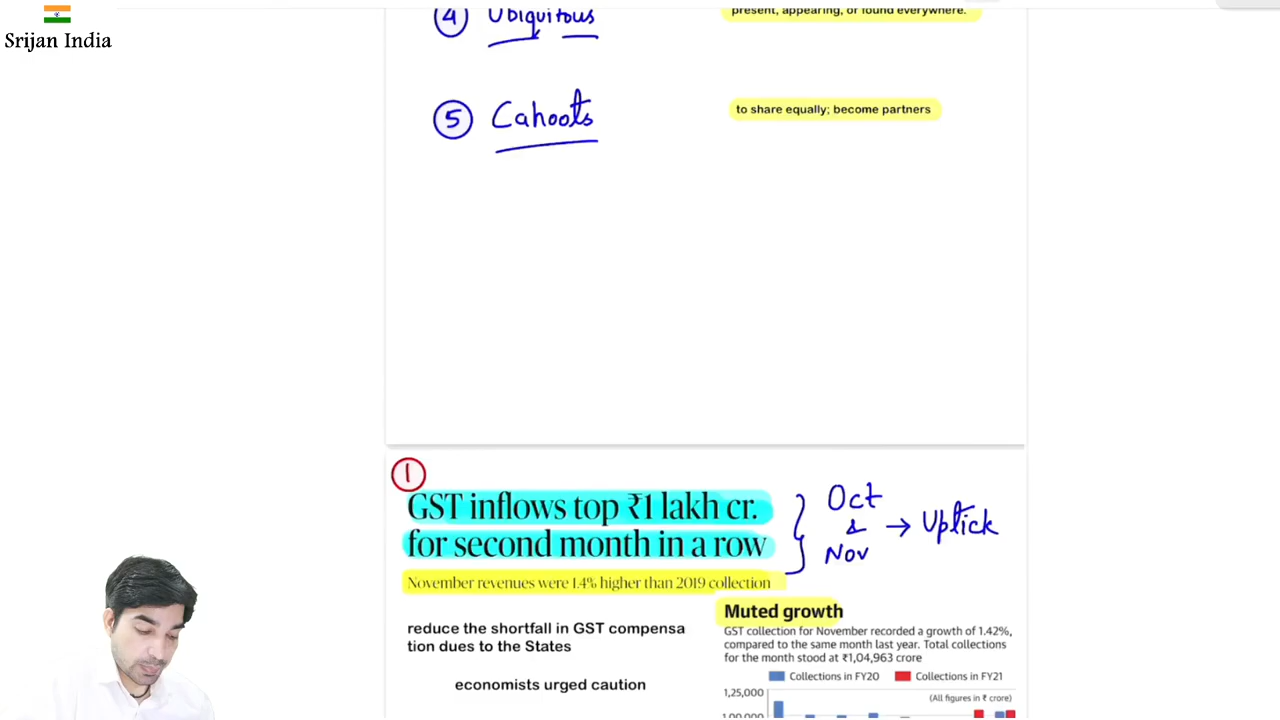 Srijan India
④ Ubiquitous
present, appearing, or found everywhere.
⑤ Cahoots
to share equally; become partners
①
GST inflows top ₹1 lakh cr.
for second month in a row
Oct
&
Nov
→ Uptick
November revenues were 1.4% higher than 2019 collection
reduce the shortfall in GST compensa
tion dues to the States
economists urged caution
Muted growth
GST collection for November recorded a growth of 1.42%,
compared to the same month last year. Total collections
for the month stood at ₹1,04,963 crore
Collections in FY20 Collections in FY21
(All figures in ₹ crore)
1,25,000
1,00,000